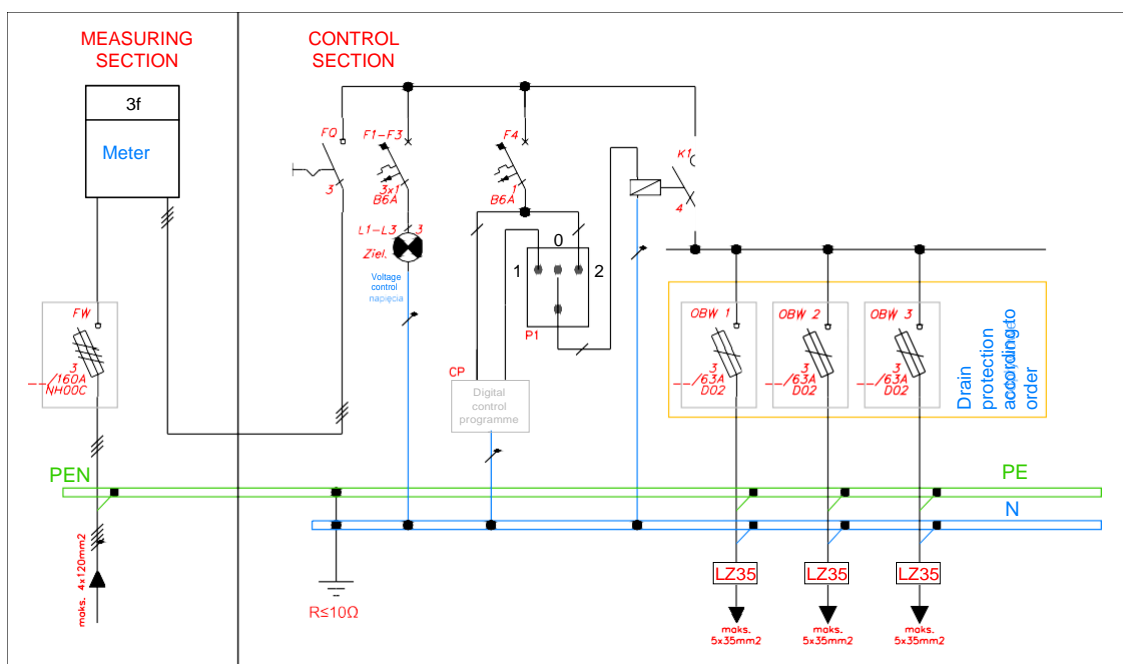 MEASURING
SECTION
CONTROL
SECTION
3f
Meter
FQ
3
F1-F3
3x1
B6A
L1-L3
3
Ziel.
Voltage
control
napięcia
F4
1
B6A
0
1
2
P1
K1
4
CP
Digital
control
programme
FW
3
--/160A
NH00C
OBW 1
3
--/63A
D02
OBW 2
3
--/63A
D02
OBW 3
3
--/63A
D02
Drain
protection
according to
order
PEN
PE
N
maks. 4x120mm2
R≤10Ω
LZ35
LZ35
LZ35
maks.
5x35mm2
maks.
5x35mm2
maks.
5x35mm2